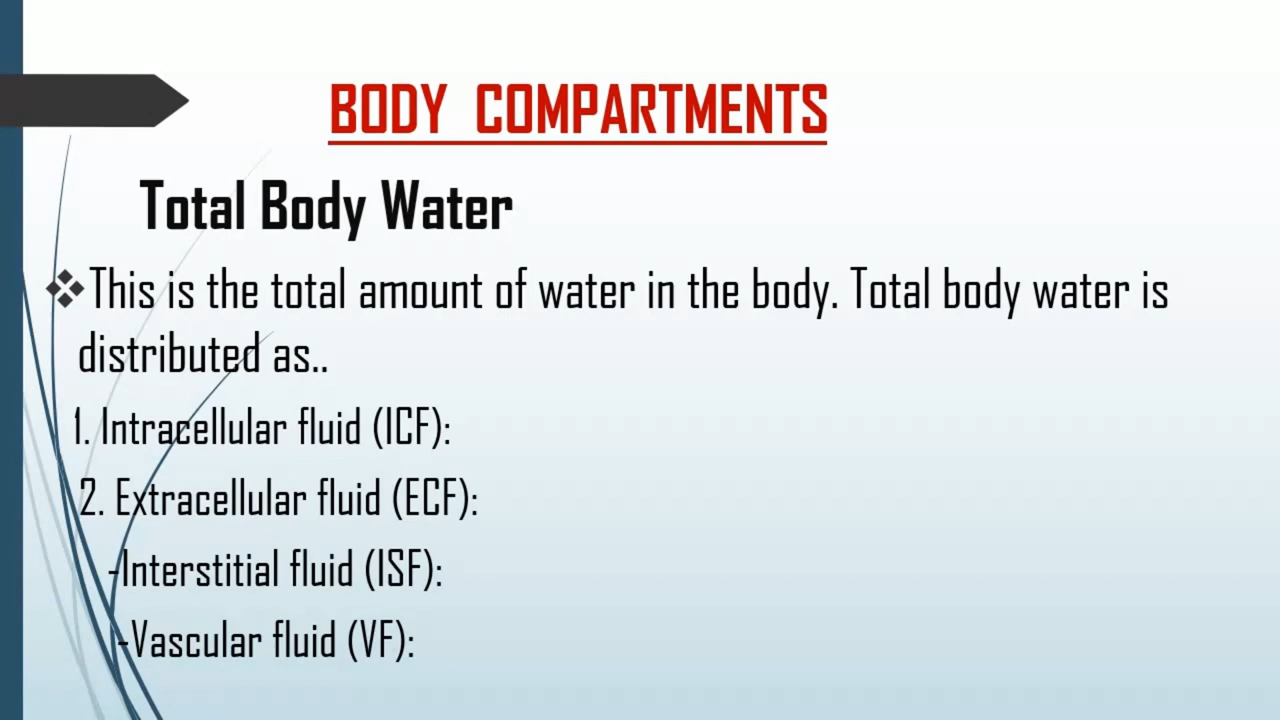 BODY COMPARTMENTS
Total Body Water
❖This is the total amount of water in the body. Total body water is
distributed as..
1. Intracellular fluid (ICF):
2. Extracellular fluid (ECF):
-Interstitial fluid (ISF):
-Vascular fluid (VF):